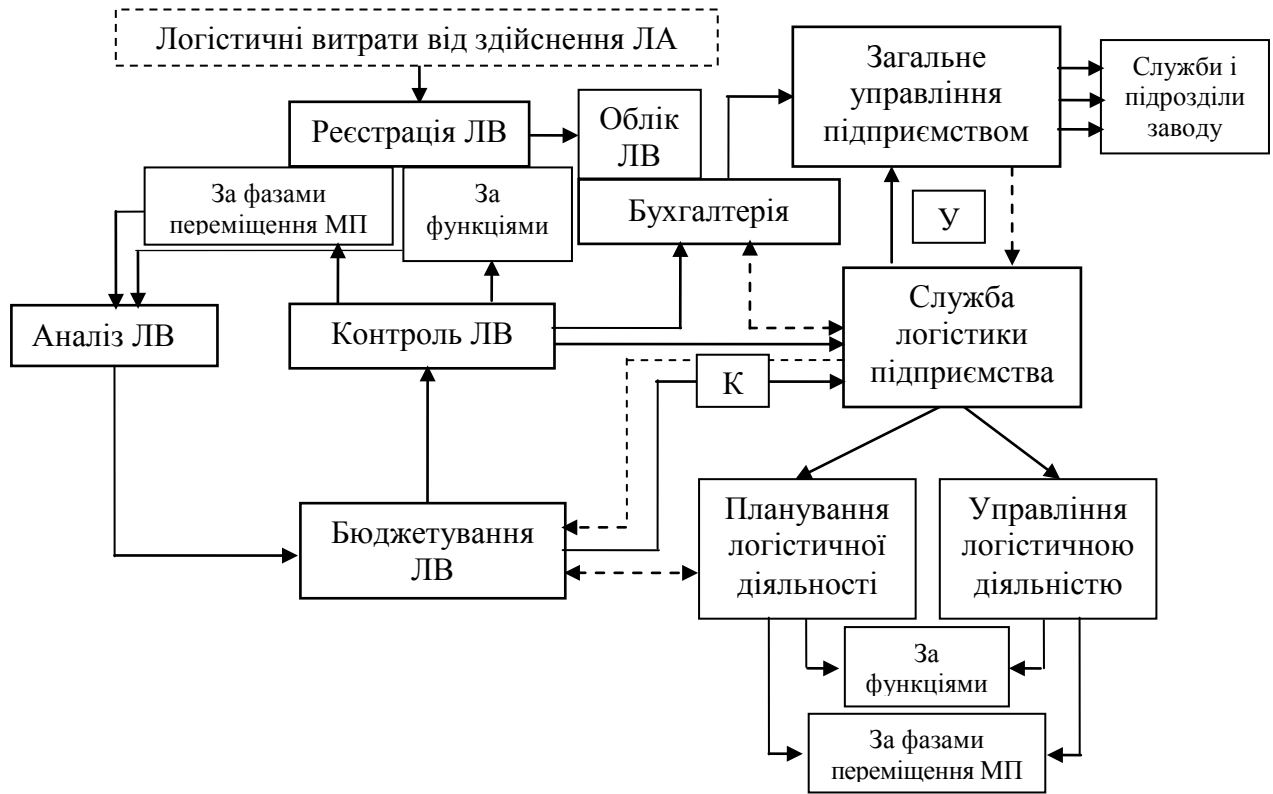 Логістичні витрати від здійснення ЛА
Загальне
управління
підприємством
Служби і
підрозділи
заводу
Реєстрація ЛВ
Облік
ЛВ
За фазами
переміщення МП
За
функціями
Бухгалтерія
У
Аналіз ЛВ
Контроль ЛВ
Служба
логістики
підприємства
К
Бюджетування
ЛВ
Планування
логістичної
діяльності
Управління
логістичною
діяльністю
За
функціями
За фазами
переміщення МП